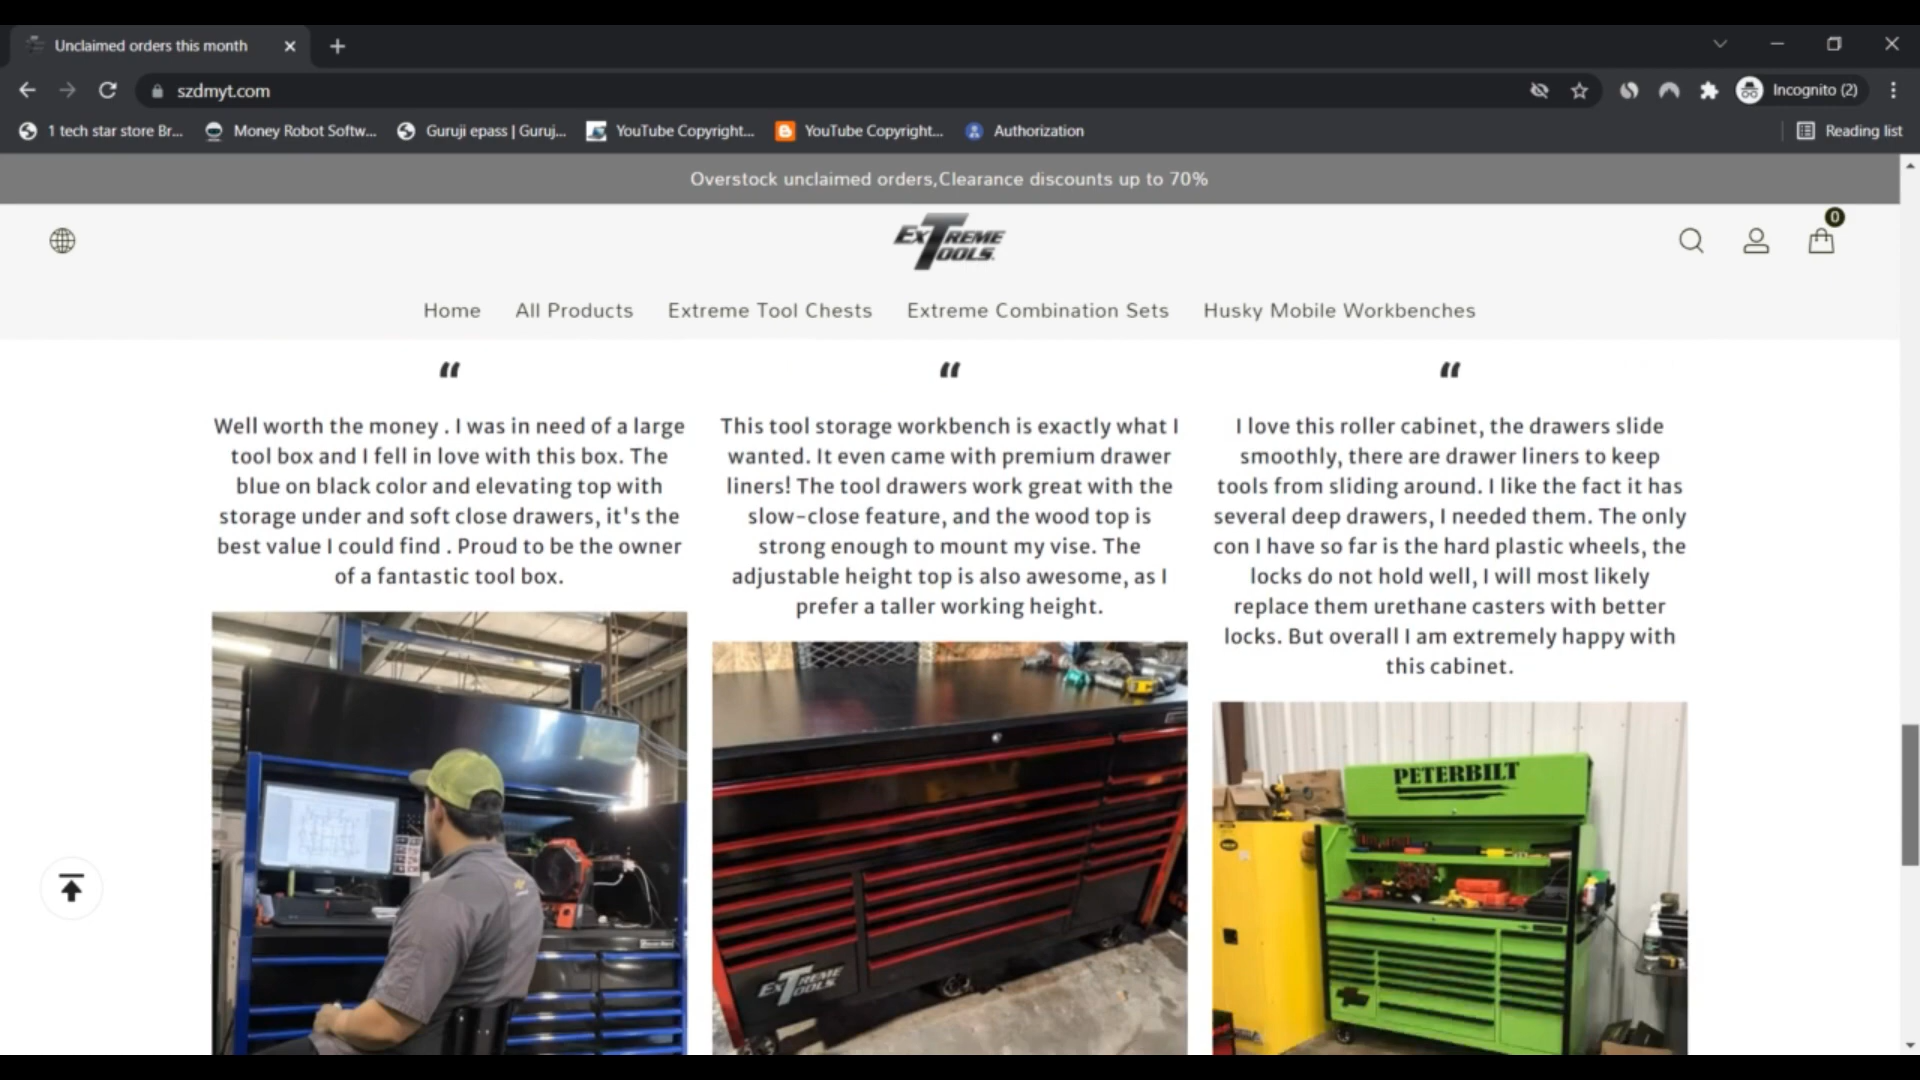 Unclaimed orders this month
szdmyt.com
Incognito (2)
1 tech star store Br...
Money Robot Softw...
Guruji epass | Guruj...
YouTube Copyright...
YouTube Copyright...
Authorization
Reading list
Overstock unclaimed orders,Clearance discounts up to 70%
EXTREME
TOOLS.
0
Home
All Products
Extreme Tool Chests
Extreme Combination Sets
Husky Mobile Workbenches
“
Well worth the money . I was in need of a large
tool box and I fell in love with this box. The
blue on black color and elevating top with
storage under and soft close drawers, it's the
best value I could find . Proud to be the owner
of a fantastic tool box.
“
This tool storage workbench is exactly what I
wanted. It even came with premium drawer
liners! The tool drawers work great with the
slow-close feature, and the wood top is
strong enough to mount my vise. The
adjustable height top is also awesome, as I
prefer a taller working height.
EXTREME
TOOLS
“
I love this roller cabinet, the drawers slide
smoothly, there are drawer liners to keep
tools from sliding around. I like the fact it has
several deep drawers, I needed them. The only
con I have so far is the hard plastic wheels, the
locks do not hold well, I will most likely
replace them urethane casters with better
locks. But overall I am extremely happy with
this cabinet.
PETERBILT